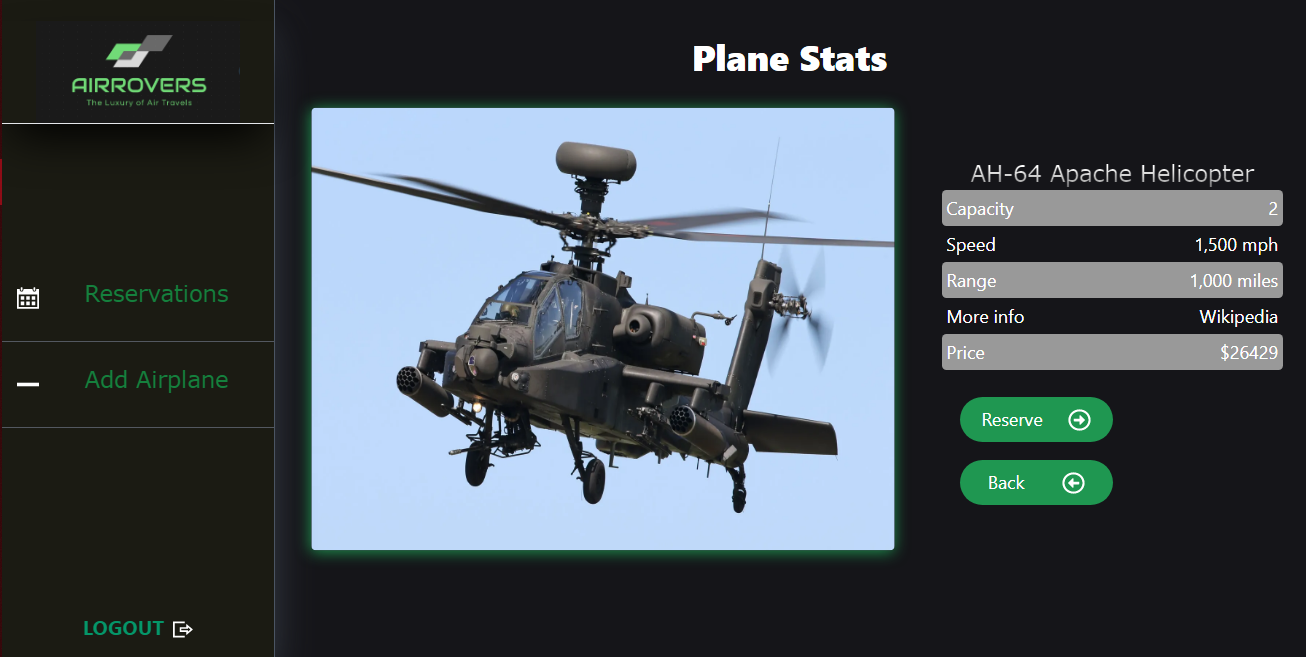 AIRROVERS
The Luxury of Air Travels
Reservations
Add Airplane
LOGOUT
Plane Stats
AH-64 Apache Helicopter
Capacity 2
Speed 1,500 mph
Range 1,000 miles
More info Wikipedia
Price $26429
Reserve
Back